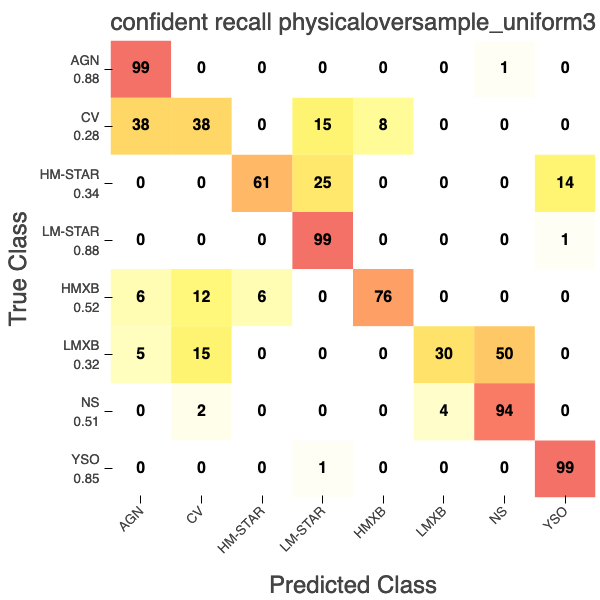 confident recall physicaloversample_uniform3
AGN
0.88
99 0 0 0 0 0 1 0
CV
0.28
38 38 0 15 8 0 0 0
HM-STAR
0.34
0 0 61 25 0 0 0 14
LM-STAR
0.88
0 0 0 99 0 0 0 1
HMXB
0.52
6 12 6 0 76 0 0 0
LMXB
0.32
5 15 0 0 0 30 50 0
NS
0.51
0 2 0 0 0 4 94 0
YSO
0.85
0 0 0 1 0 0 0 99
True Class
AGN CV HM-STAR LM-STAR HMXB LMXB NS YSO
Predicted Class